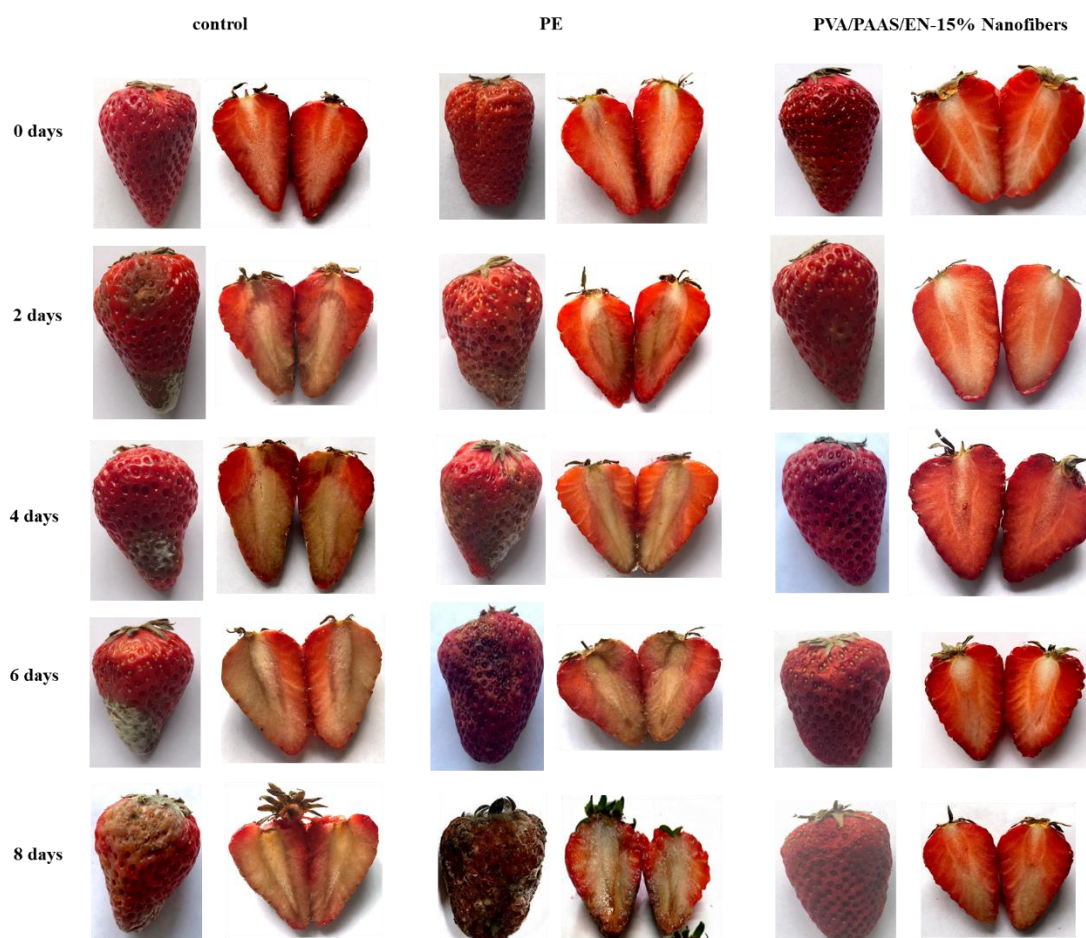 control
PE
PVA/PAAS/EN-15% Nanofibers
0 days
2 days
4 days
6 days
8 days